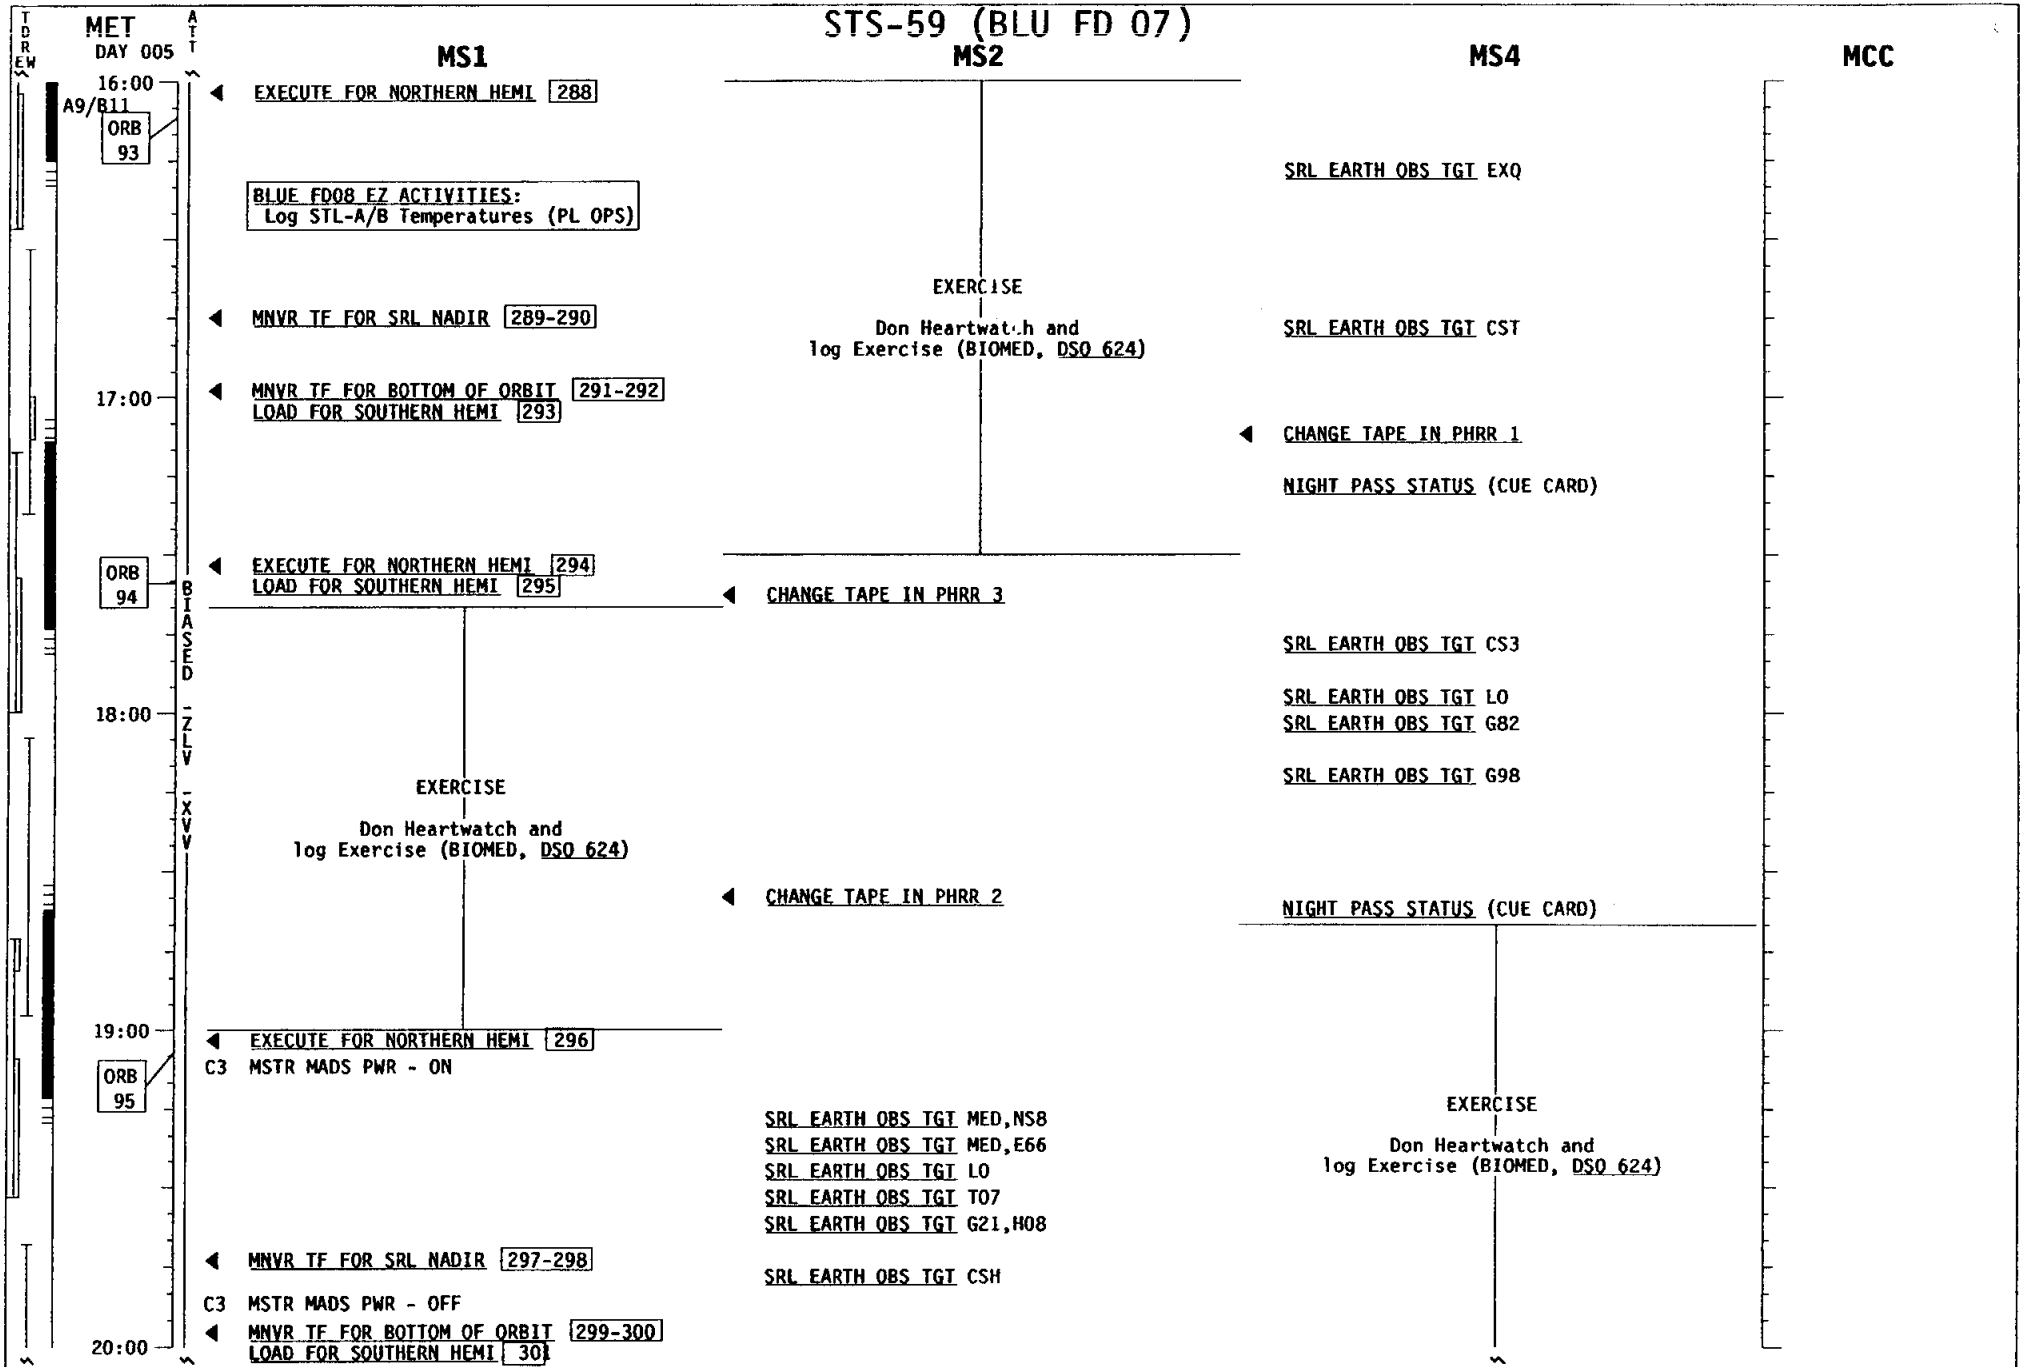 STS-59 (BLU FD 07)
TDRE W
MET
DAY 005
ATT
MS1
MS2
MS4
MCC
16:00
A9/B11
ORB 93
EXECUTE FOR NORTHERN HEMI 288
SRL EARTH OBS TGT EXQ
BLUE FD08 EZ ACTIVITIES:
Log STL-A/B Temperatures (PL OPS)
EXERCISE
Don Heartwatch and
log Exercise (BIOMED, DSO 624)
MNVR TF FOR SRL NADIR 289-290
SRL EARTH OBS TGT CST
17:00
MNVR TF FOR BOTTOM OF ORBIT 291-292
LOAD FOR SOUTHERN HEMI 293
CHANGE TAPE IN PHRR 1
NIGHT PASS STATUS (CUE CARD)
ORB 94
EXECUTE FOR NORTHERN HEMI 294
LOAD FOR SOUTHERN HEMI 295
CHANGE TAPE IN PHRR 3
BIASED -ZLV -XVV
SRL EARTH OBS TGT CS3
SRL EARTH OBS TGT LO
18:00
SRL EARTH OBS TGT G82
SRL EARTH OBS TGT G98
EXERCISE
Don Heartwatch and
log Exercise (BIOMED, DSO 624)
CHANGE TAPE IN PHRR 2
NIGHT PASS STATUS (CUE CARD)
19:00
EXECUTE FOR NORTHERN HEMI 296
C3 MSTR MADS PWR - ON
ORB 95
EXERCISE
Don Heartwatch and
log Exercise (BIOMED, DSO 624)
SRL EARTH OBS TGT MED,NS8
SRL EARTH OBS TGT MED,E66
SRL EARTH OBS TGT LO
SRL EARTH OBS TGT T07
SRL EARTH OBS TGT G21,H08
MNVR TF FOR SRL NADIR 297-298
SRL EARTH OBS TGT CSH
C3 MSTR MADS PWR - OFF
MNVR TF FOR BOTTOM OF ORBIT 299-300
20:00
LOAD FOR SOUTHERN HEMI 301